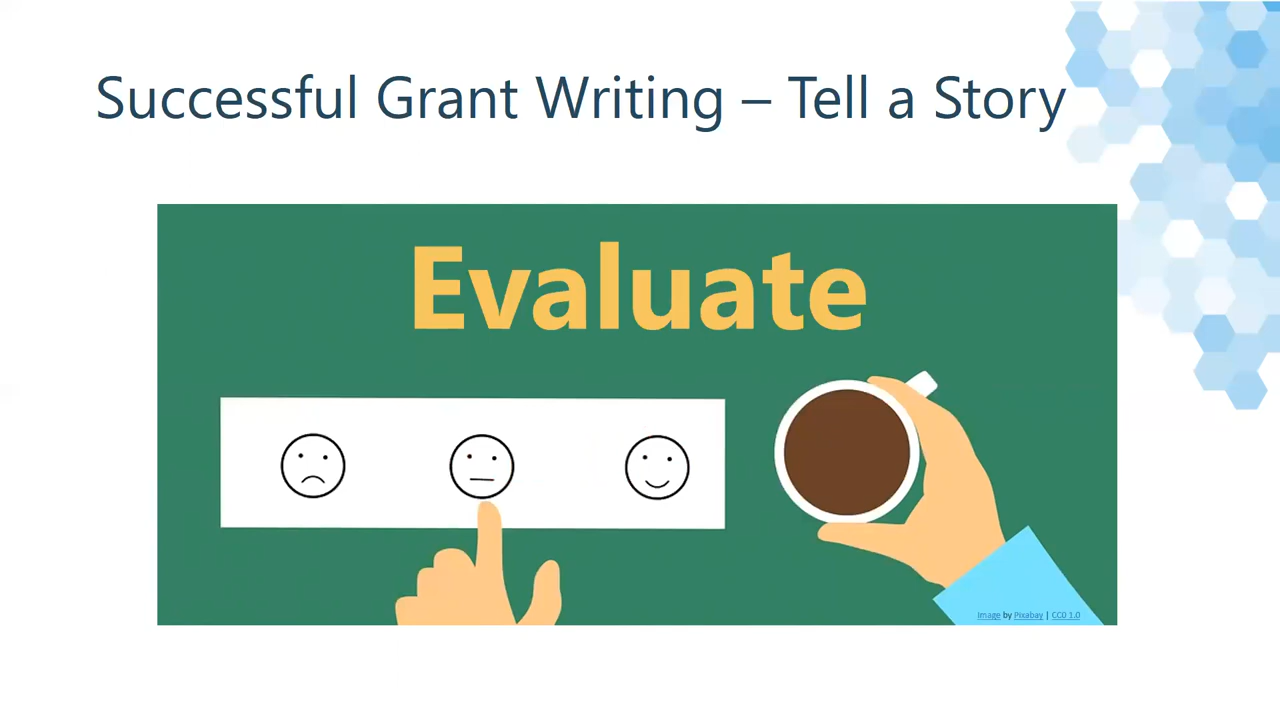 Successful Grant Writing – Tell a Story
Evaluate
Image by Pixabay | CC0 1.0